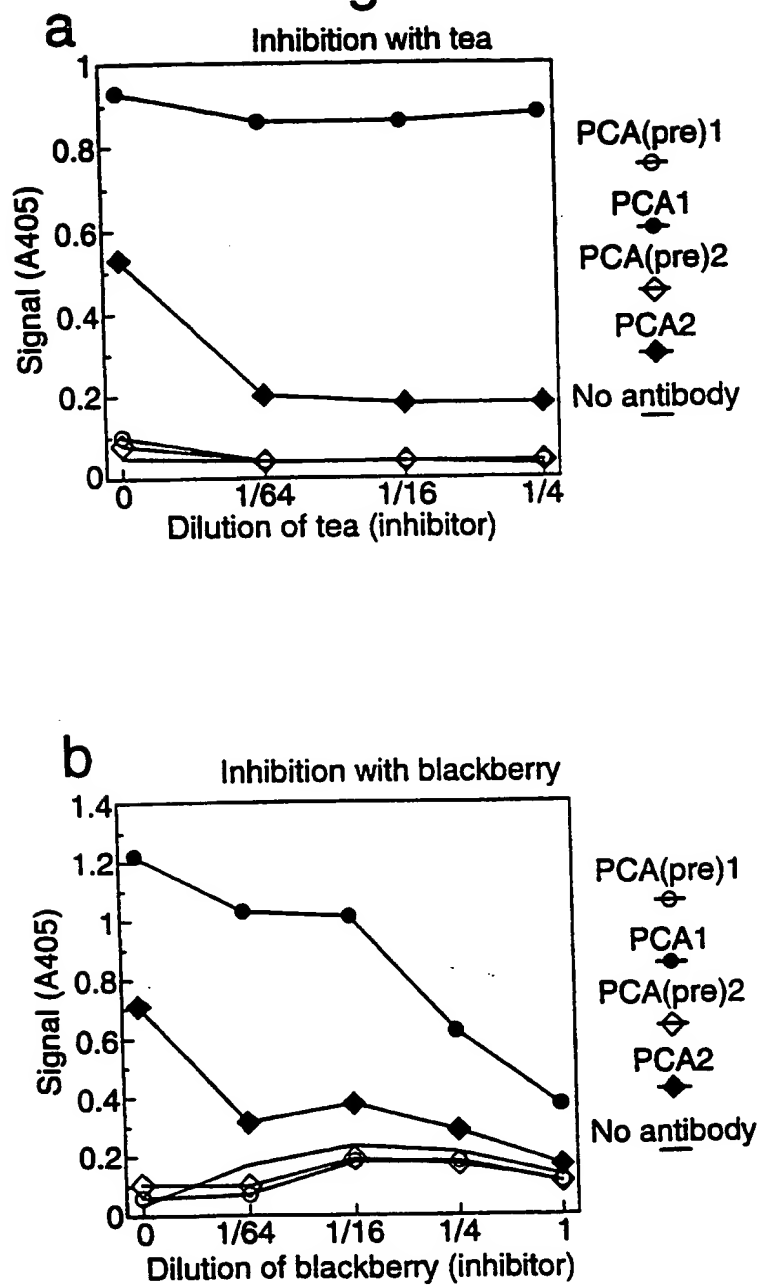 a
Inhibition with tea
1
0.8
0.6
0.4
0.2
0
Signal (A405)
0 1/64 1/16 1/4
Dilution of tea (inhibitor)
PCA(pre)1
PCA1
PCA(pre)2
PCA2
No antibody
b
Inhibition with blackberry
1.4
1.2
1
0.8
0.6
0.4
0.2
0
Signal (A405)
0 1/64 1/16 1/4 1
Dilution of blackberry (inhibitor)
PCA(pre)1
PCA1
PCA(pre)2
PCA2
No antibody